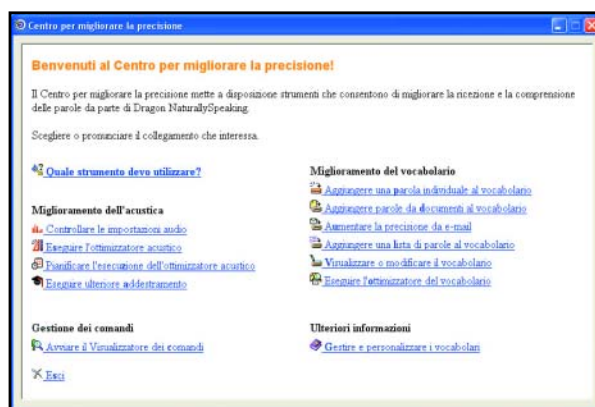 Centro per migliorare la precisione
Benvenuti al Centro per migliorare la precisione!
Il Centro per migliorare la precisione mette a disposizione strumenti che consentono di migliorare la ricezione e la comprensione
delle parole da parte di Dragon NaturallySpeaking.
Scegliere o pronunciare il collegamento che interessa.
Quale strumento devo utilizzare?
Miglioramento dell'acustica
Controllare le impostazioni audio
Eseguire l'ottimizzatore acustico
Pianificare l'esecuzione dell'ottimizzatore acustico
Eseguire ulteriore addestramento
Gestione dei comandi
Avviare il Visualizzatore dei comandi
Esci
Miglioramento del vocabolario
Aggiungere una parola individuale al vocabolario
Aggiungere parole da documenti al vocabolario
Aumentare la precisione da e-mail
Aggiungere una lista di parole al vocabolario
Visualizzare o modificare il vocabolario
Eseguire l'ottimizzatore del vocabolario
Ulteriori informazioni
Gestire e personalizzare i vocabolari